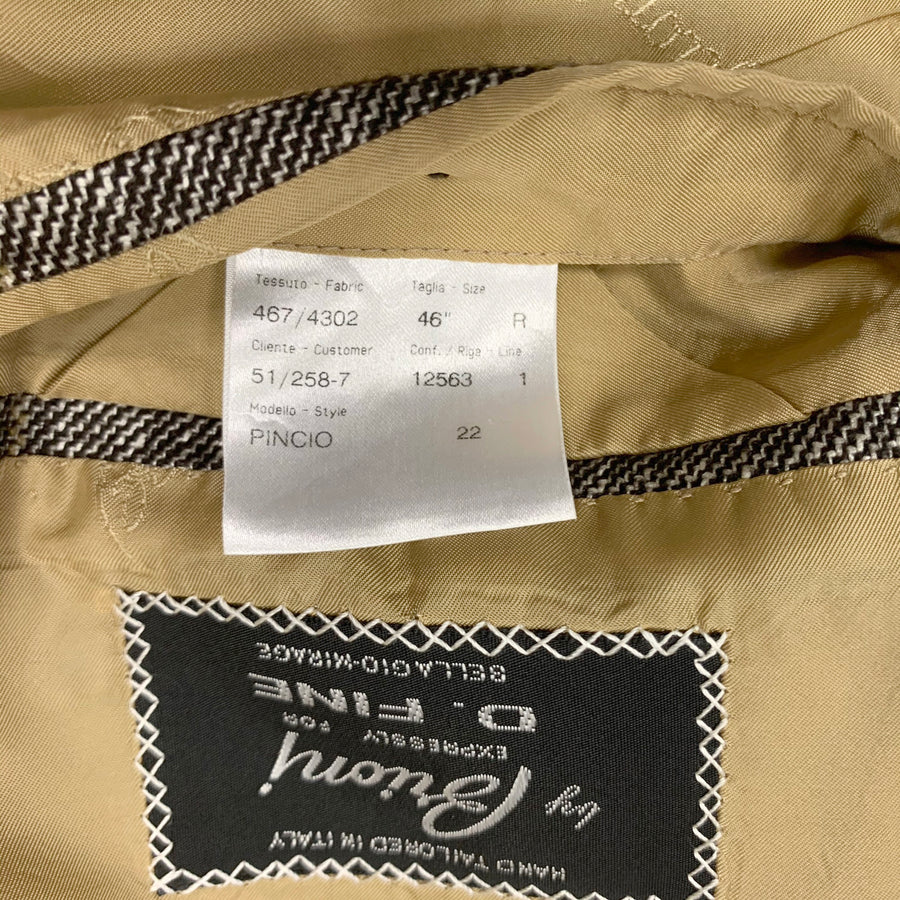 Tessuto - Fabric Taglia - Size
467/4302 46" R
Cliente - Customer Conf. / Riga - Line
51/258-7 12563 1
Modello - Style
PINCIO 22
HAND TAILORED IN ITALY
by Brioni
EXPRESSLY FOR
D. FINE
BELLAGIO-MIRAGE